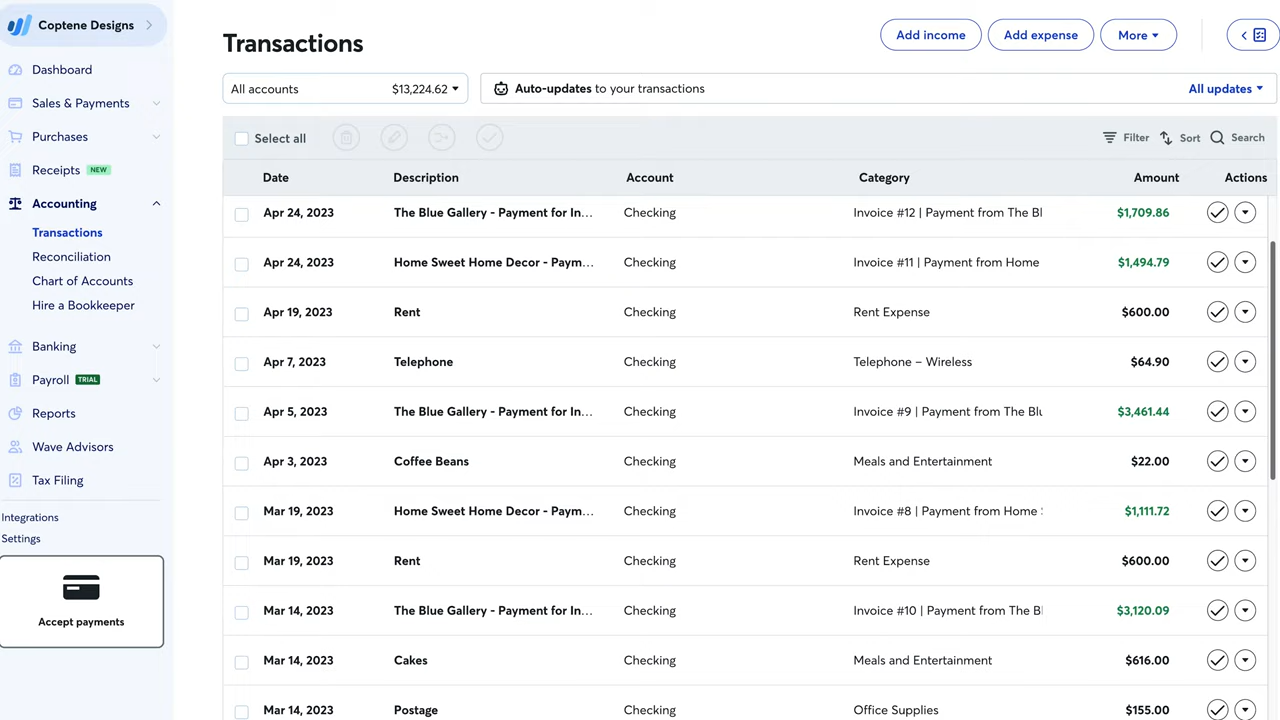 Coptene Designs
Dashboard
Sales & Payments
Purchases
Receipts NEW
Accounting
Transactions
Reconciliation
Chart of Accounts
Hire a Bookkeeper
Banking
Payroll TRIAL
Reports
Wave Advisors
Tax Filing
Integrations
Settings
Accept payments
Transactions
Add income Add expense More
All accounts $13,224.62
Auto-updates to your transactions All updates
Select all Filter Sort Search
Date Description Account Category Amount Actions
Apr 24, 2023 The Blue Gallery - Payment for In... Checking Invoice #12 | Payment from The Bl $1,709.86
Apr 24, 2023 Home Sweet Home Decor - Paym... Checking Invoice #11 | Payment from Home $1,494.79
Apr 19, 2023 Rent Checking Rent Expense $600.00
Apr 7, 2023 Telephone Checking Telephone – Wireless $64.90
Apr 5, 2023 The Blue Gallery - Payment for In... Checking Invoice #9 | Payment from The Blu $3,461.44
Apr 3, 2023 Coffee Beans Checking Meals and Entertainment $22.00
Mar 19, 2023 Home Sweet Home Decor - Paym... Checking Invoice #8 | Payment from Home $1,111.72
Mar 19, 2023 Rent Checking Rent Expense $600.00
Mar 14, 2023 The Blue Gallery - Payment for In... Checking Invoice #10 | Payment from The B $3,120.09
Mar 14, 2023 Cakes Checking Meals and Entertainment $616.00
Mar 14, 2023 Postage Checking Office Supplies $155.00